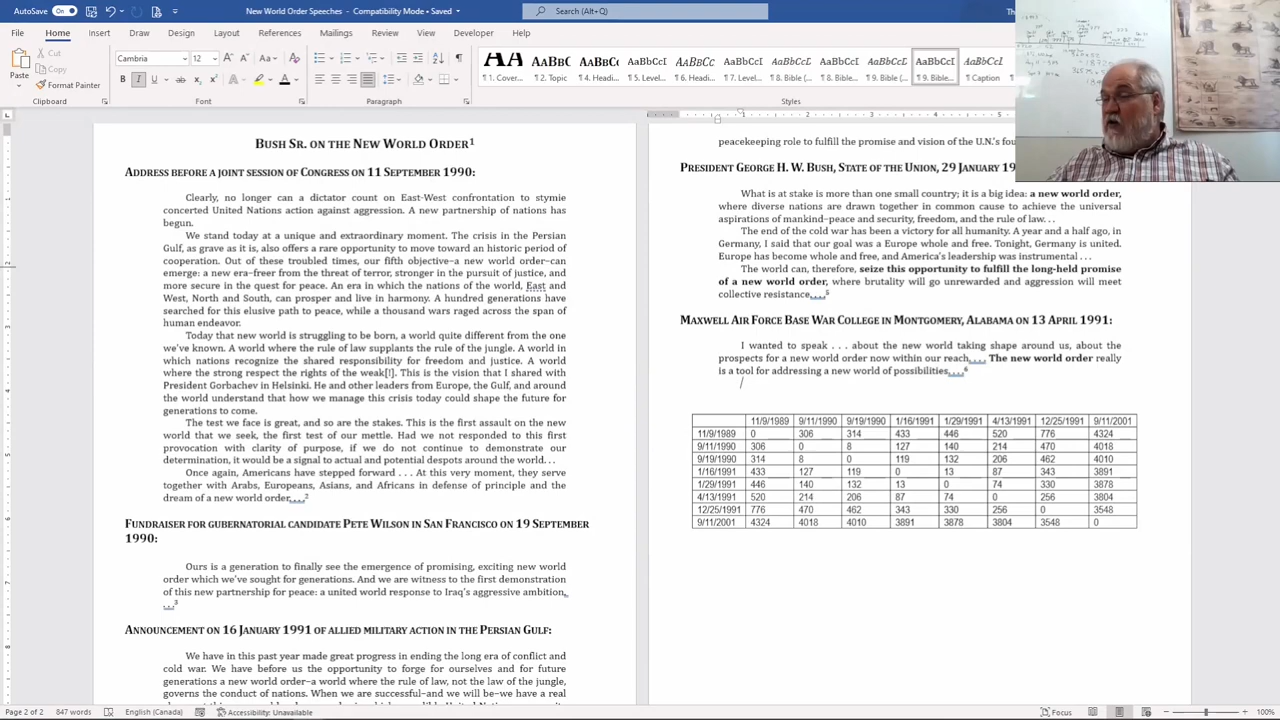 AutoSave On New World Order Speeches - Compatibility Mode • Saved Search (Alt+Q)
File Home Insert Draw Design Layout References Mailings Review View Developer Help
Paste Cut Copy Format Painter
Cambria 12
AaBbCcI AaBbCcI AaBbCcD
1. Cover... 2. Topic 4. Headi... 5. Level... 6. Headi... 7. Level... 8. Bible (... 8. Bible... 9. Bible (... 9. Bible... Caption
Clipboard Font Paragraph Styles
BUSH SR. ON THE NEW WORLD ORDER¹
ADDRESS BEFORE A JOINT SESSION OF CONGRESS ON 11 SEPTEMBER 1990:
Clearly, no longer can a dictator count on East-West confrontation to stymie
concerted United Nations action against aggression. A new partnership of nations has
begun.
We stand today at a unique and extraordinary moment. The crisis in the Persian
Gulf, as grave as it is, also offers a rare opportunity to move toward an historic period of
cooperation. Out of these troubled times, our fifth objective–a new world order–can
emerge: a new era–freer from the threat of terror, stronger in the pursuit of justice, and
more secure in the quest for peace. An era in which the nations of the world, East and
West, North and South, can prosper and live in harmony. A hundred generations have
searched for this elusive path to peace, while a thousand wars raged across the span of
human endeavor.
Today that new world is struggling to be born, a world quite different from the one
we've known. A world where the rule of law supplants the rule of the jungle. A world in
which nations recognize the shared responsibility for freedom and justice. A world
where the strong respect the rights of the weak[!]. This is the vision that I shared with
President Gorbachev in Helsinki. He and other leaders from Europe, the Gulf, and around
the world understand that how we manage this crisis today could shape the future for
generations to come.
The test we face is great, and so are the stakes. This is the first assault on the new
world that we seek, the first test of our mettle. Had we not responded to this first
provocation with clarity of purpose, if we do not continue to demonstrate our
determination, it would be a signal to actual and potential despots around the world. . .
Once again, Americans have stepped forward . . . At this very moment, they serve
together with Arabs, Europeans, Asians, and Africans in defense of principle and the
dream of a new world order. . . .²
FUNDRAISER FOR GUBERNATORIAL CANDIDATE PETE WILSON IN SAN FRANCISCO ON 19 SEPTEMBER
1990:
Ours is a generation to finally see the emergence of promising, exciting new world
order which we've sought for generations. And we are witness to the first demonstration
of this new partnership for peace: a united world response to Iraq's aggressive ambition.
. . .³
ANNOUNCEMENT ON 16 JANUARY 1991 OF ALLIED MILITARY ACTION IN THE PERSIAN GULF:
We have in this past year made great progress in ending the long era of conflict and
cold war. We have before us the opportunity to forge for ourselves and for future
generations a new world order–a world where the rule of law, not the law of the jungle,
governs the conduct of nations. When we are successful–and we will be–we have a real
peacekeeping role to fulfill the promise and vision of the U.N.'s
PRESIDENT GEORGE H. W. BUSH, STATE OF THE UNION, 29 JANUARY
What is at stake is more than one small country; it is a big idea: a new world order,
where diverse nations are drawn together in common cause to achieve the universal
aspirations of mankind–peace and security, freedom, and the rule of law. . .
The end of the cold war has been a victory for all humanity. A year and a half ago, in
Germany, I said that our goal was a Europe whole and free. Tonight, Germany is united.
Europe has become whole and free, and America's leadership was instrumental . . .
The world can, therefore, seize this opportunity to fulfill the long-held promise
of a new world order, where brutality will go unrewarded and aggression will meet
collective resistance. . . .⁵
MAXWELL AIR FORCE BASE WAR COLLEGE IN MONTGOMERY, ALABAMA ON 13 APRIL 1991:
I wanted to speak . . . about the new world taking shape around us, about the
prospects for a new world order now within our reach. . . . The new world order really
is a tool for addressing a new world of possibilities. . . .⁶
11/9/1989 9/11/1990 9/19/1990 1/16/1991 1/29/1991 4/13/1991 12/25/1991 9/11/2001
11/9/1989 0 306 314 433 446 520 776 4324
9/11/1990 306 0 8 127 140 214 470 4018
9/19/1990 314 8 0 119 132 206 462 4010
1/16/1991 433 127 119 0 13 87 343 3891
1/29/1991 446 140 132 13 0 74 330 3878
4/13/1991 520 214 206 87 74 0 256 3804
12/25/1991 776 470 462 343 330 256 0 3548
9/11/2001 4324 4018 4010 3891 3878 3804 3548 0
Page 2 of 2 847 words English (Canada) Accessibility: Unavailable Focus 100%